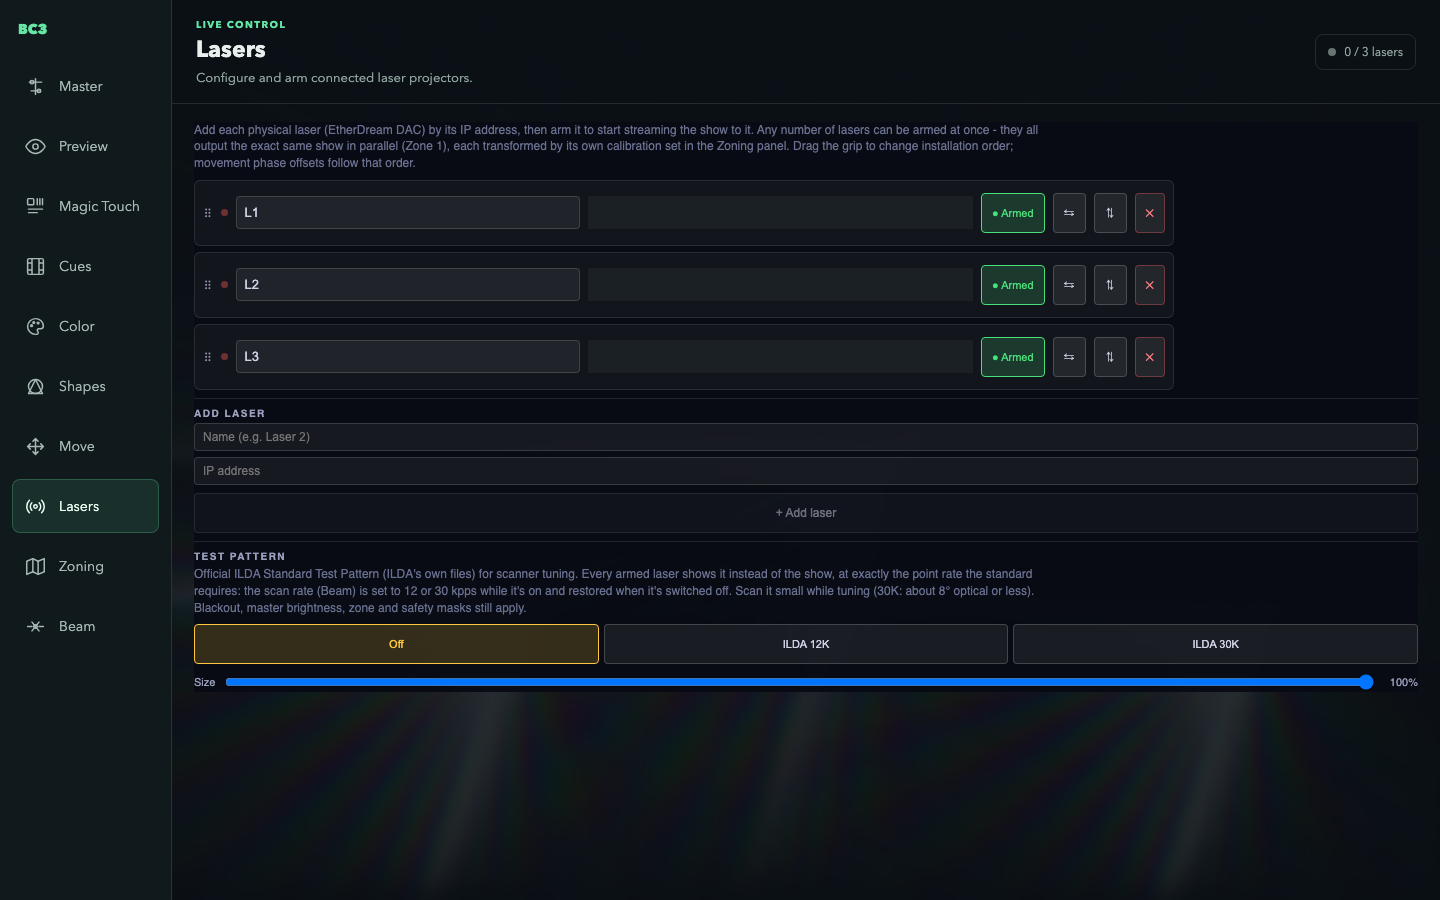 BC3
Master
Preview
Magic Touch
Cues
Color
Shapes
Move
Lasers
Zoning
Beam
LIVE CONTROL
Lasers
Configure and arm connected laser projectors.
0 / 3 lasers
Add each physical laser (EtherDream DAC) by its IP address, then arm it to start streaming the show to it. Any number of lasers can be armed at once - they all
output the exact same show in parallel (Zone 1), each transformed by its own calibration set in the Zoning panel. Drag the grip to change installation order;
movement phase offsets follow that order.
L1
Armed
L2
Armed
L3
Armed
ADD LASER
Name (e.g. Laser 2)
IP address
+ Add laser
TEST PATTERN
Official ILDA Standard Test Pattern (ILDA's own files) for scanner tuning. Every armed laser shows it instead of the show, at exactly the point rate the standard
requires: the scan rate (Beam) is set to 12 or 30 kpps while it's on and restored when it's switched off. Scan it small while tuning (30K: about 8° optical or less).
Blackout, master brightness, zone and safety masks still apply.
Off
ILDA 12K
ILDA 30K
Size
100%